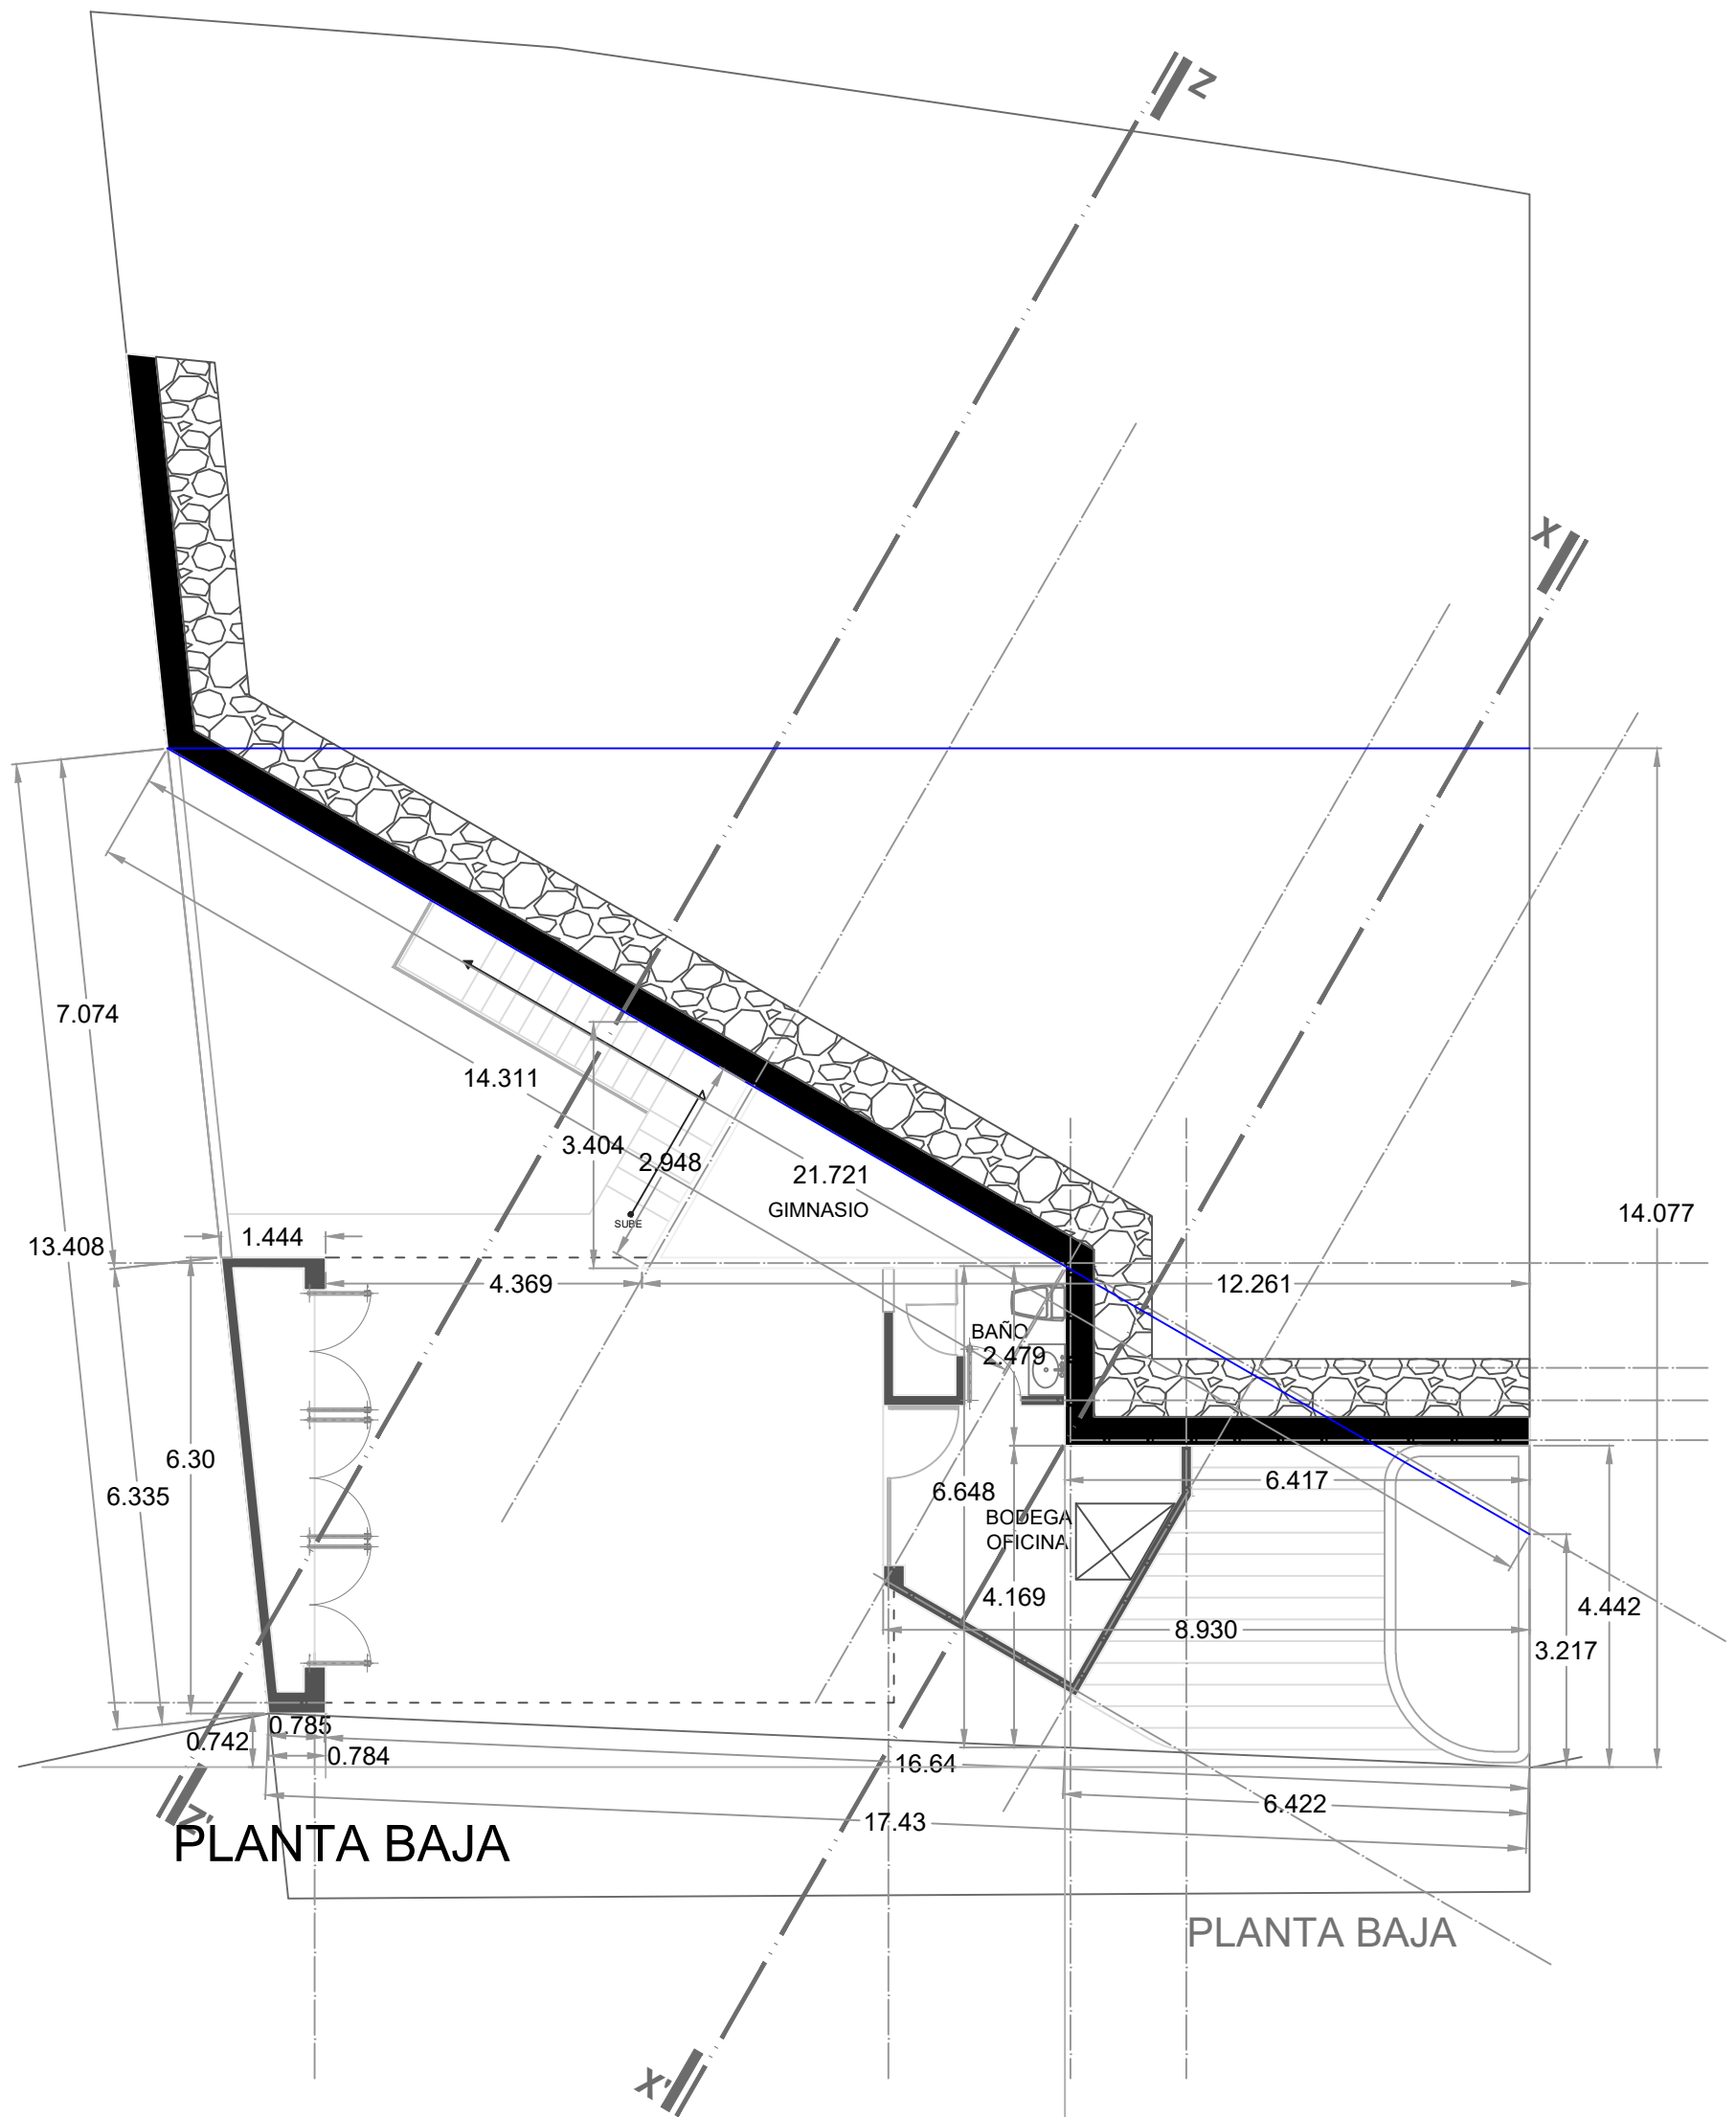 Z
X
7.074
14.311
3.404
2.948
21.721
GIMNASIO
SUBE
14.077
13.408
1.444
4.369
12.261
BAÑO
2.479
6.30
6.335
6.648
6.417
BODEGA
OFICINA
4.169
8.930
4.442
3.217
0.742
0.785
0.784
16.64
6.422
17.43
Z'
PLANTA BAJA
PLANTA BAJA
X'